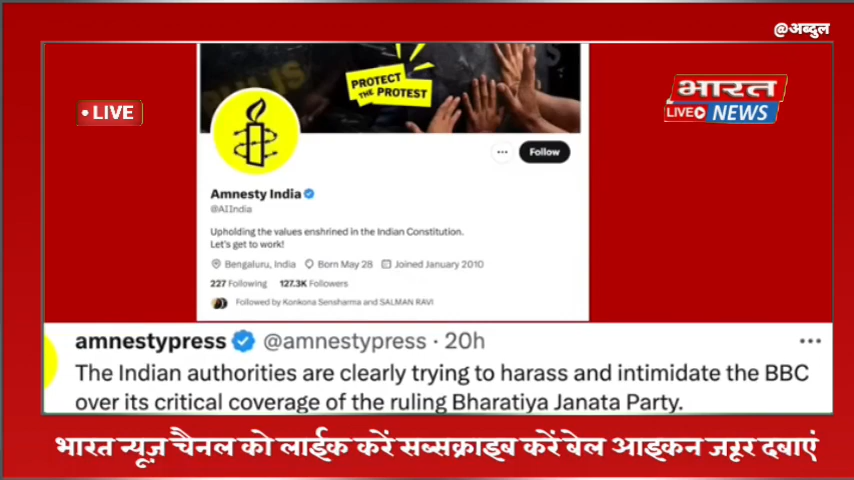 @अब्दुल
LIVE
भारत
LIVE NEWS
PROTECT
THE PROTEST
Follow
Amnesty India
@AIIndia
Upholding the values enshrined in the Indian Constitution.
Let's get to work!
Bengaluru, India Born May 28 Joined January 2010
227 Following 127.3K Followers
Followed by Konkona Sensharma and SALMAN RAVI
amnestypress @amnestypress · 20h
The Indian authorities are clearly trying to harass and intimidate the BBC
over its critical coverage of the ruling Bharatiya Janata Party.
भारत न्यूज़ चैनल को लाईक करें सब्सक्राइब करें बेल आइकन जरूर दबाएं